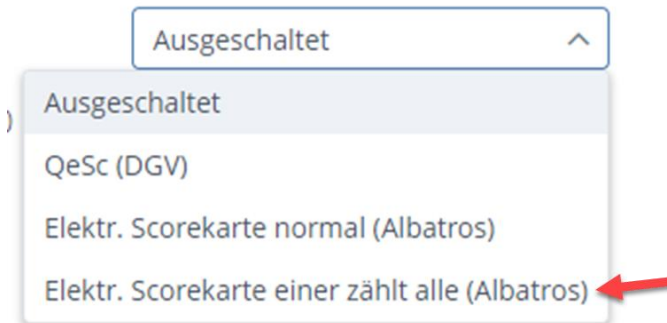 Ausgeschaltet
Ausgeschaltet
)
QeSc (DGV)
Elektr. Scorekarte normal (Albatros)
Elektr. Scorekarte einer zählt alle (Albatros)